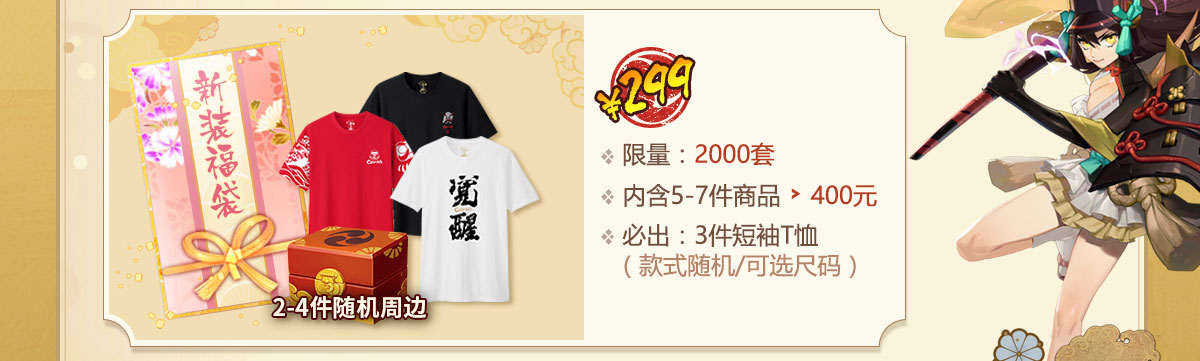 新装福袋
覺醒
2-4件随机周边
¥299
限量：2000套
内含5-7件商品 > 400元
必出：3件短袖T恤
（款式随机/可选尺码）